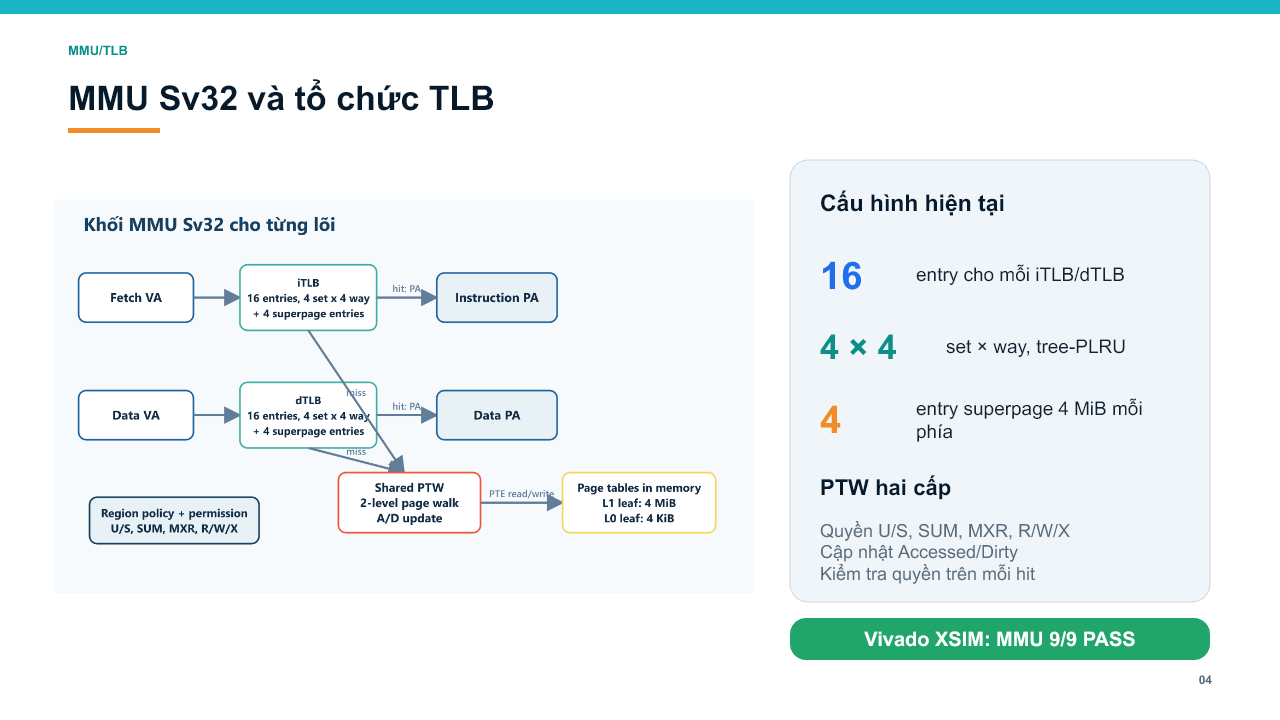 MMU/TLB
MMU Sv32 và tổ chức TLB
Khối MMU Sv32 cho từng lõi
Fetch VA
iTLB
16 entries, 4 set x 4 way
+ 4 superpage entries
hit: PA
Instruction PA
miss
Data VA
dTLB
16 entries, 4 set x 4 way
+ 4 superpage entries
hit: PA
Data PA
miss
Shared PTW
2-level page walk
A/D update
PTE read/write
Page tables in memory
L1 leaf: 4 MiB
L0 leaf: 4 KiB
Region policy + permission
U/S, SUM, MXR, R/W/X
Cấu hình hiện tại
16 entry cho mỗi iTLB/dTLB
4 × 4 set × way, tree-PLRU
4 entry superpage 4 MiB mỗi
phía
PTW hai cấp
Quyền U/S, SUM, MXR, R/W/X
Cập nhật Accessed/Dirty
Kiểm tra quyền trên mỗi hit
Vivado XSIM: MMU 9/9 PASS
04